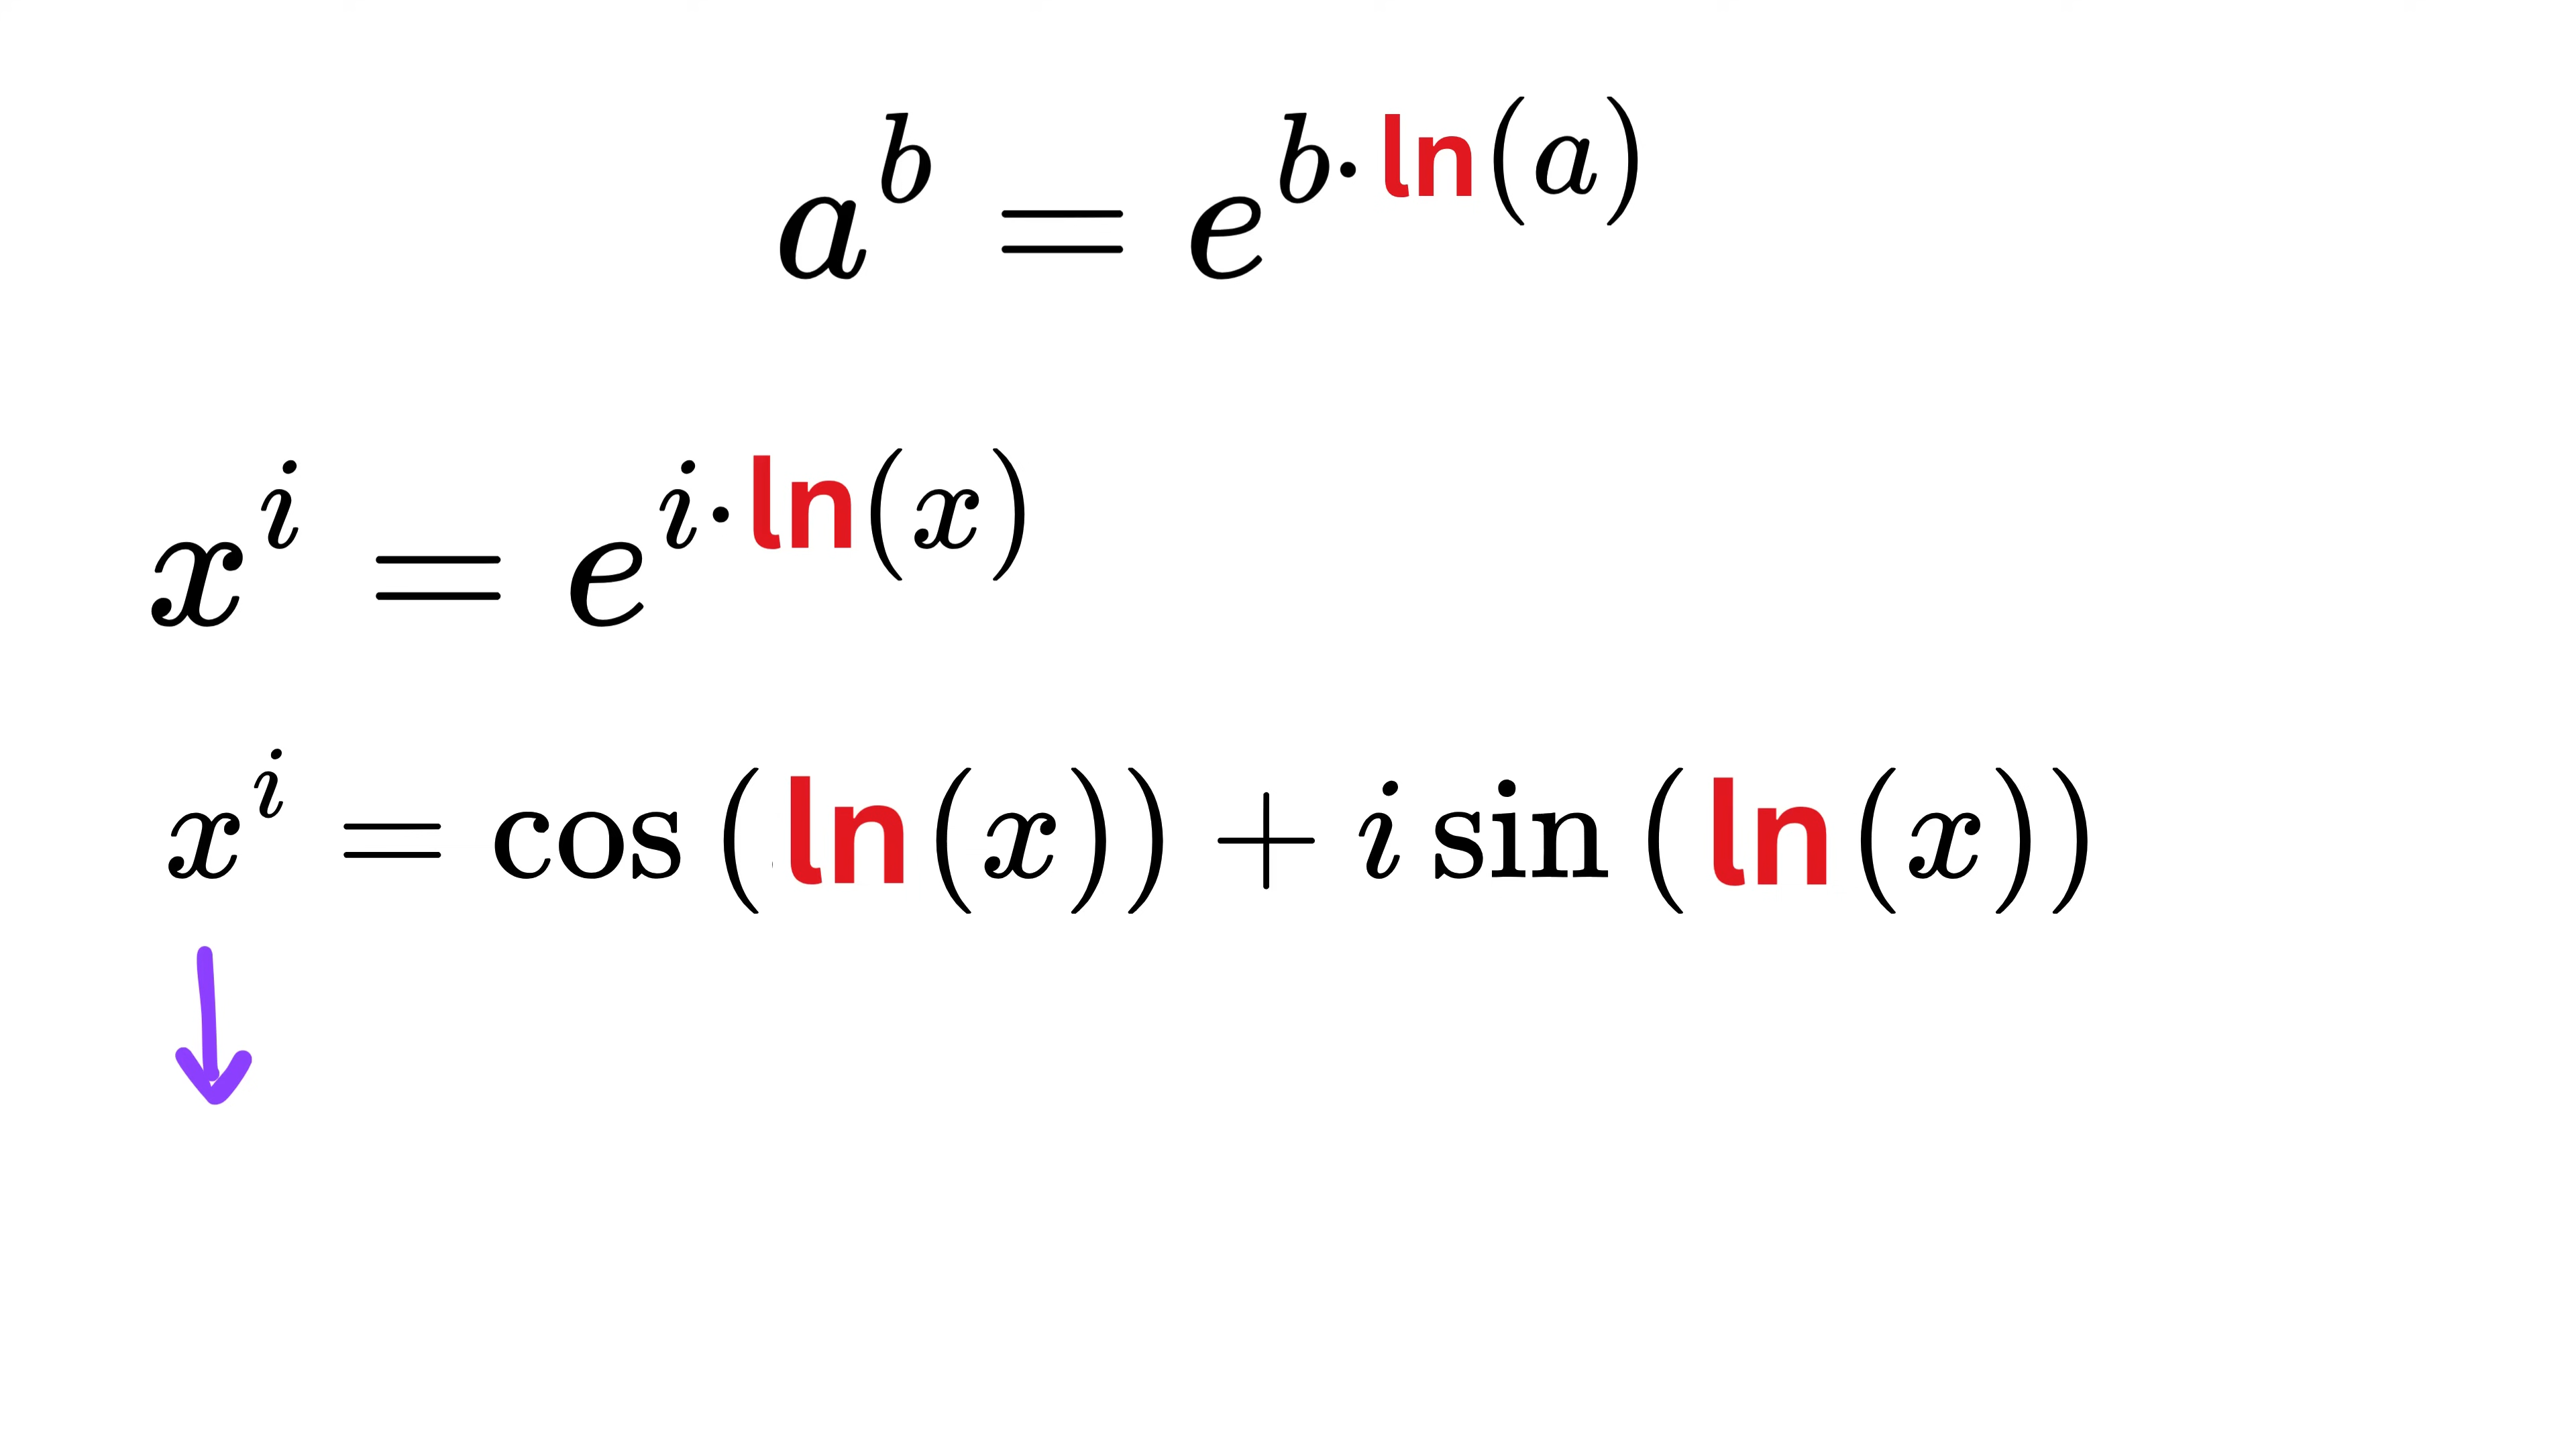 a^b = e^{b·ln(a)}
x^i = e^{i·ln(x)}
x^i = cos(ln(x)) + i sin(ln(x))